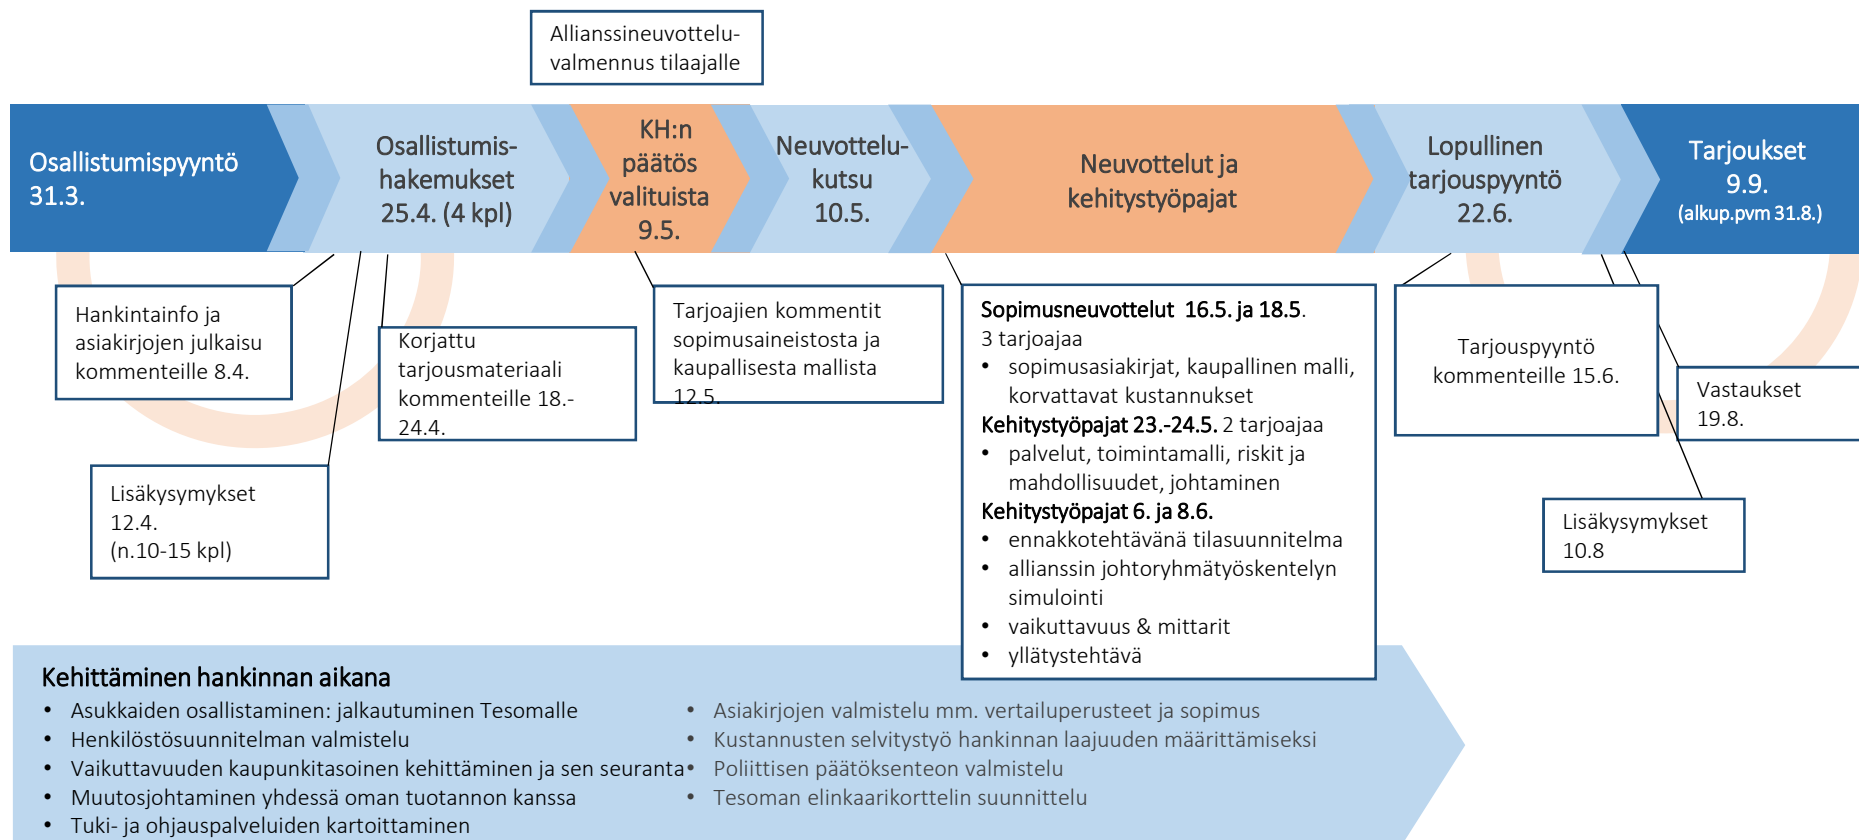 Allianssineuvottelu-
valmennus tilaajalle
Osallistumispyyntö
31.3.
Osallistumis-
hakemukset
25.4. (4 kpl)
KH:n
päätös
valituista
9.5.
Neuvottelu-
kutsu
10.5.
Neuvottelut ja
kehitystyöpajat
Lopullinen
tarjouspyyntö
22.6.
Tarjoukset
9.9.
(alkup.pvm 31.8.)
Hankintainfo ja
asiakirjojen julkaisu
kommenteille 8.4.
Lisäkysymykset
12.4.
(n.10-15 kpl)
Korjattu
tarjousmateriaali
kommenteille 18.-
24.4.
Tarjoajien kommentit
sopimusaineistosta ja
kaupallisesta mallista
12.5.
Sopimusneuvottelut 16.5. ja 18.5.
3 tarjoajaa
• sopimusasiakirjat, kaupallinen malli,
korvattavat kustannukset
Kehitystyöpajat 23.-24.5. 2 tarjoajaa
• palvelut, toimintamalli, riskit ja
mahdollisuudet, johtaminen
Kehitystyöpajat 6. ja 8.6.
• ennakkotehtävänä tilasuunnitelma
• allianssin johtoryhmätyöskentelyn
simulointi
• vaikuttavuus & mittarit
• yllätystehtävä
Tarjouspyyntö
kommenteille 15.6.
Lisäkysymykset
10.8
Vastaukset
19.8.
Kehittäminen hankinnan aikana
• Asukkaiden osallistaminen: jalkautuminen Tesomalle
• Henkilöstösuunnitelman valmistelu
• Vaikuttavuuden kaupunkitasoinen kehittäminen ja sen seuranta
• Muutosjohtaminen yhdessä oman tuotannon kanssa
• Tuki- ja ohjauspalveluiden kartoittaminen
• Asiakirjojen valmistelu mm. vertailuperusteet ja sopimus
• Kustannusten selvitystyö hankinnan laajuuden määrittämiseksi
• Poliittisen päätöksenteon valmistelu
• Tesoman elinkaarikorttelin suunnittelu